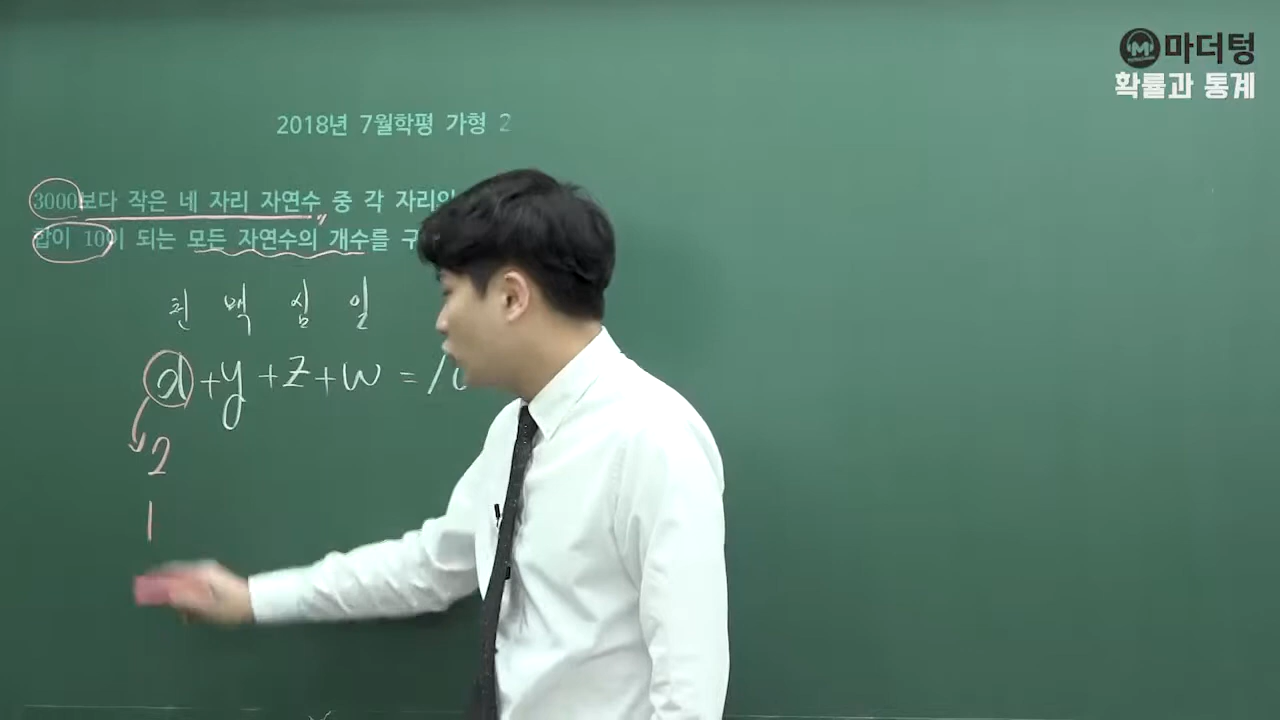 마더텅
확률과 통계
2018년 7월학평 가형 2
3000보다 작은 네 자리 자연수 중 각 자리의
합이 10이 되는 모든 자연수의 개수를 구
천 백 십 일
x+y+z+w=10
2
1